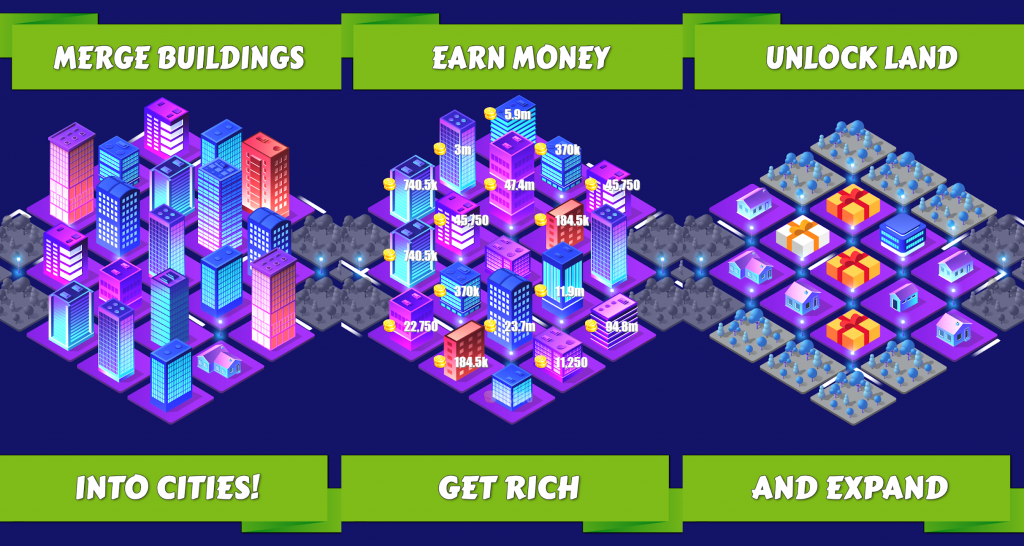 MERGE BUILDINGS
EARN MONEY
UNLOCK LAND
5.9m
3m
370k
740.5k
47.4m
45,750
45,750
184.5k
740.5k
370k
11.9m
22,750
23.7m
94.8m
184.5k
11,250
INTO CITIES!
GET RICH
AND EXPAND